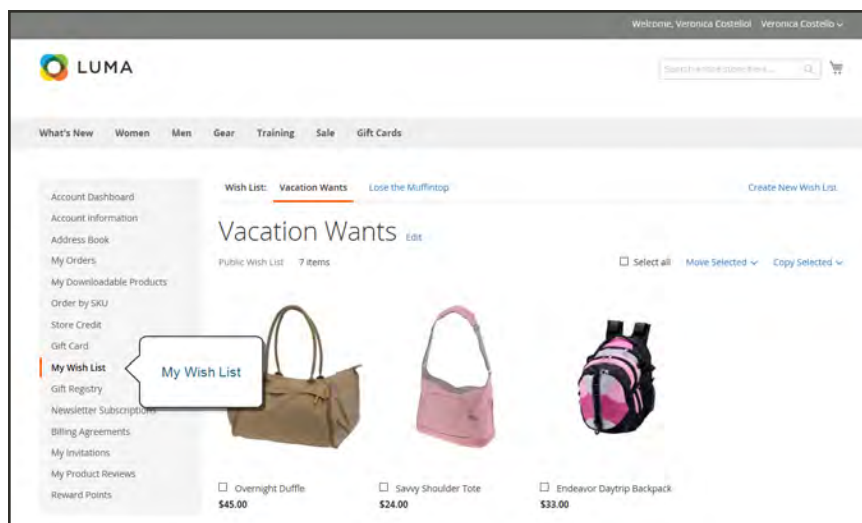 Welcome, Veronica Costello! Veronica Costello
LUMA
What's New Women Men Gear Training Sale Gift Cards
Wish List: Vacation Wants Lose the Muffintop Create New Wish List
Vacation Wants Edit
Public Wish List 7 items Select all Move Selected Copy Selected
Account Dashboard
Account Information
Address Book
My Orders
My Downloadable Products
Order by SKU
Store Credit
Gift Card
My Wish List
Gift Registry
Newsletter Subscriptions
Billing Agreements
My Invitations
My Product Reviews
Reward Points
My Wish List
Overnight Duffle Savvy Shoulder Tote Endeavor Daytrip Backpack
$45.00 $24.00 $33.00